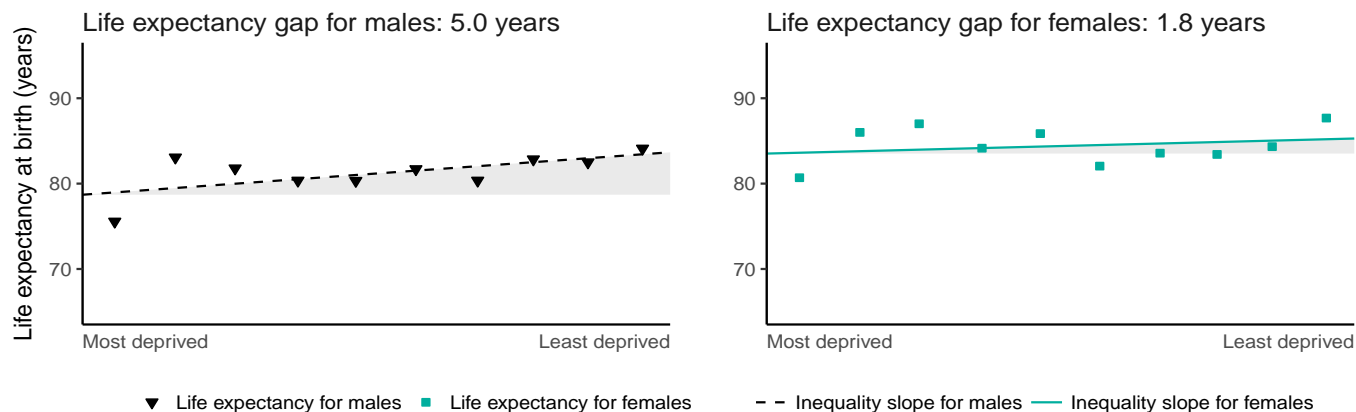 Life expectancy gap for males: 5.0 years
Life expectancy at birth (years)
90
80
70
Most deprived Least deprived
Life expectancy gap for females: 1.8 years
90
80
70
Most deprived Least deprived
Life expectancy for males Life expectancy for females Inequality slope for males Inequality slope for females